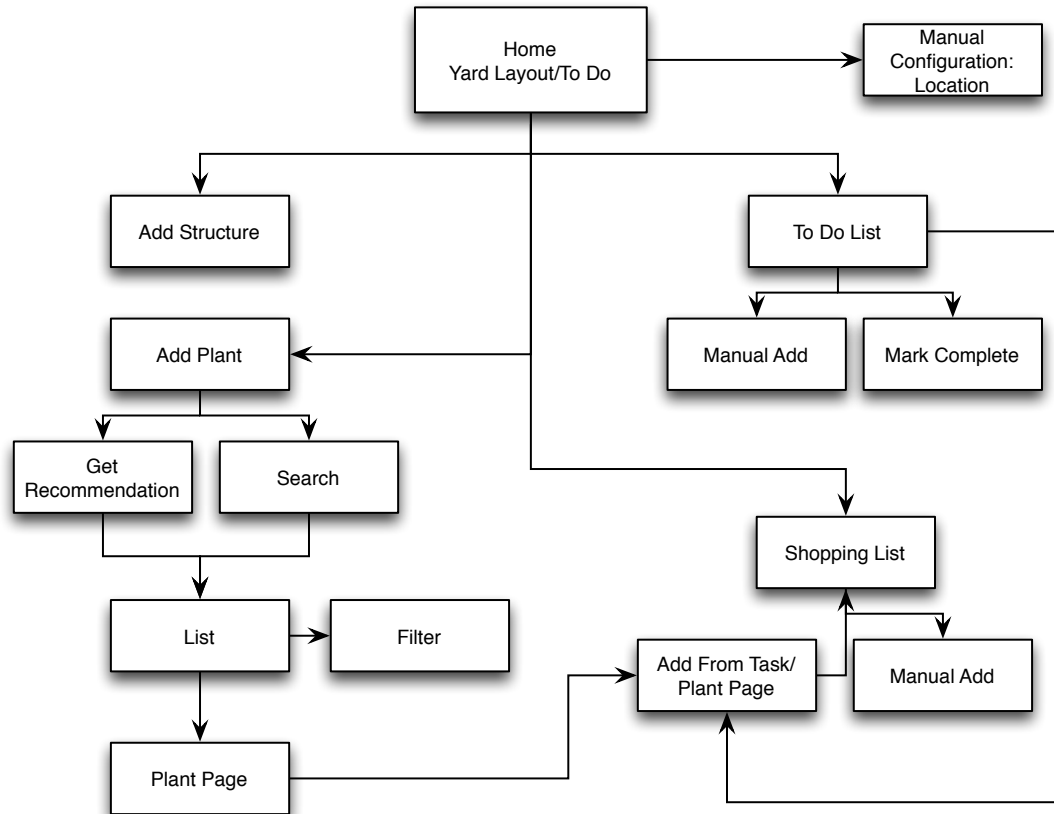 Home
Yard Layout/To Do
Manual
Configuration:
Location
Add Structure
To Do List
Add Plant
Manual Add
Mark Complete
Get
Recommendation
Search
Shopping List
List
Filter
Add From Task/
Plant Page
Manual Add
Plant Page